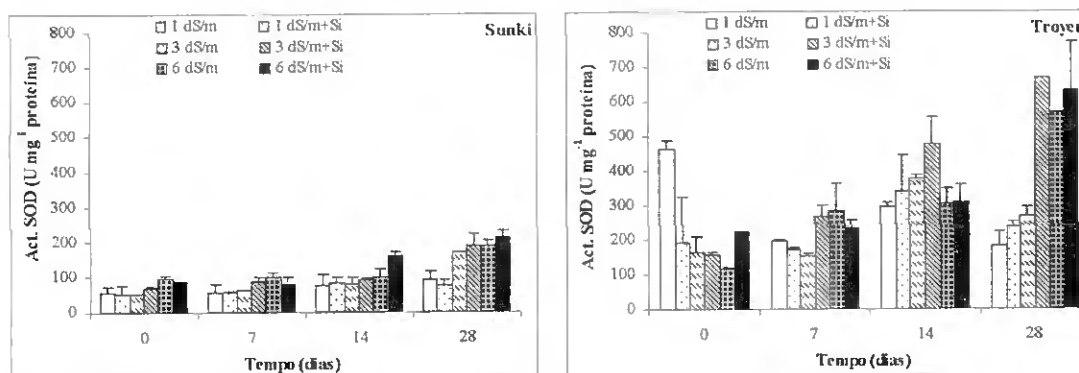 1 dS/m 1 dS/m+Si
3 dS/m 3 dS/m+Si
6 dS/m 6 dS/m+Si
Sunki
800
700
600
500
400
300
200
100
0
Act. SOD (U mg⁻¹ proteína)
0 7 14 28
Tempo (dias)
1 dS/m 1 dS/m+Si
3 dS/m 3 dS/m+Si
6 dS/m 6 dS/m+Si
Troyer
800
700
600
500
400
300
200
100
0
Act. SOD (U mg⁻¹ proteína)
0 7 14 28
Tempo (dias)